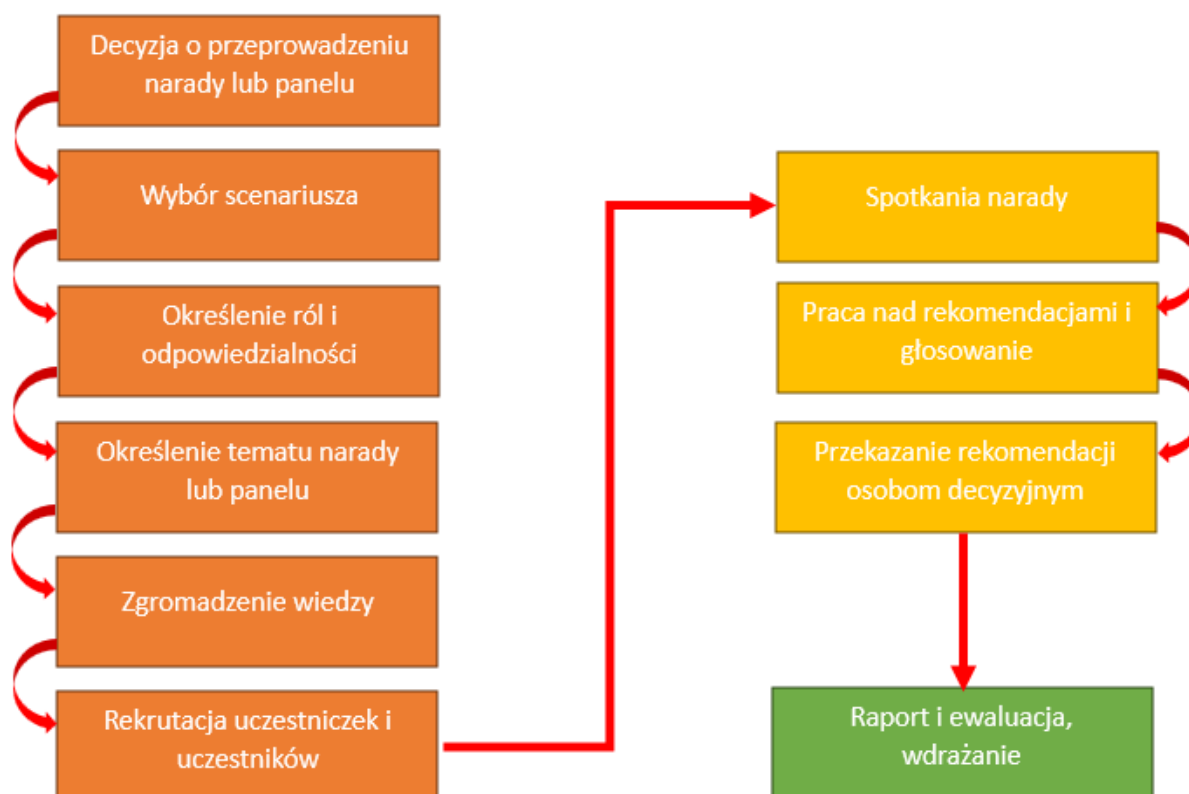 Decyzja o przeprowadzeniu
narady lub panelu
Wybór scenariusza
Określenie ról i
odpowiedzialności
Określenie tematu narady
lub panelu
Zgromadzenie wiedzy
Rekrutacja uczestniczek i
uczestników
Spotkania narady
Praca nad rekomendacjami i
głosowanie
Przekazanie rekomendacji
osobom decyzyjnym
Raport i ewaluacja,
wdrażanie